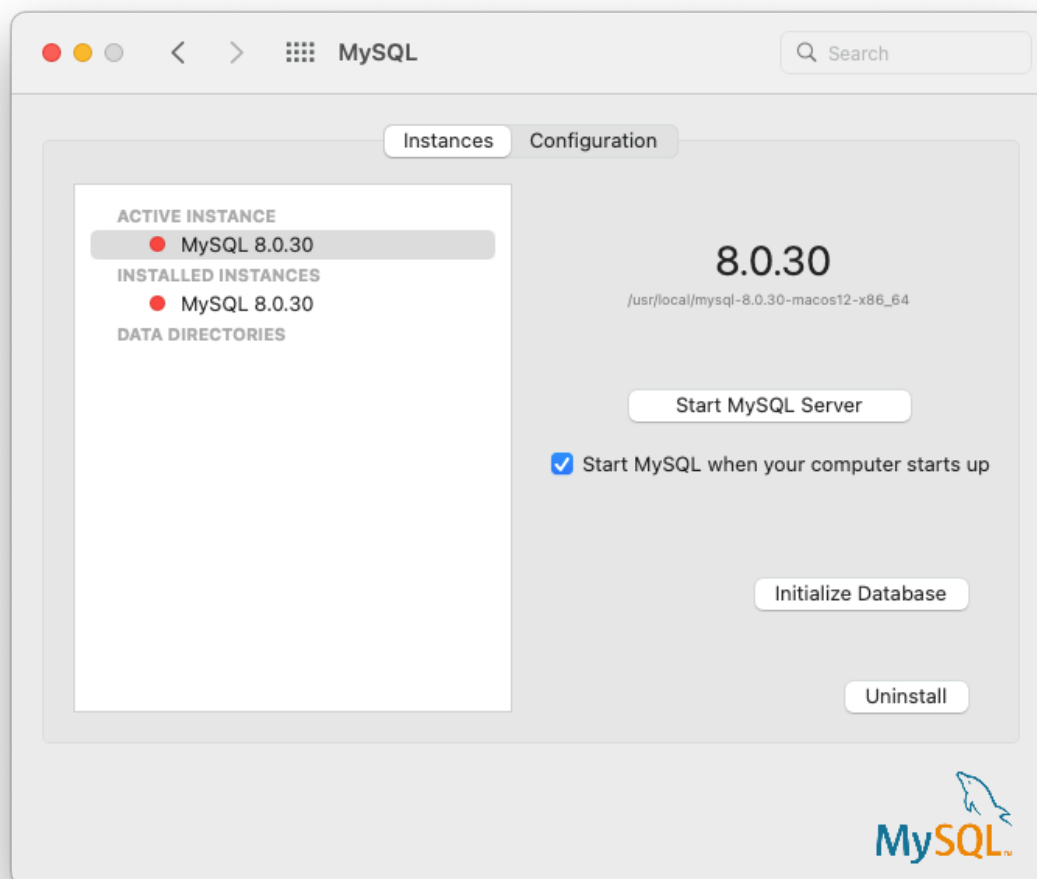 MySQL
Search
Instances
Configuration
ACTIVE INSTANCE
MySQL 8.0.30
INSTALLED INSTANCES
MySQL 8.0.30
DATA DIRECTORIES
8.0.30
/usr/local/mysql-8.0.30-macos12-x86_64
Start MySQL Server
Start MySQL when your computer starts up
Initialize Database
Uninstall
MySQL™